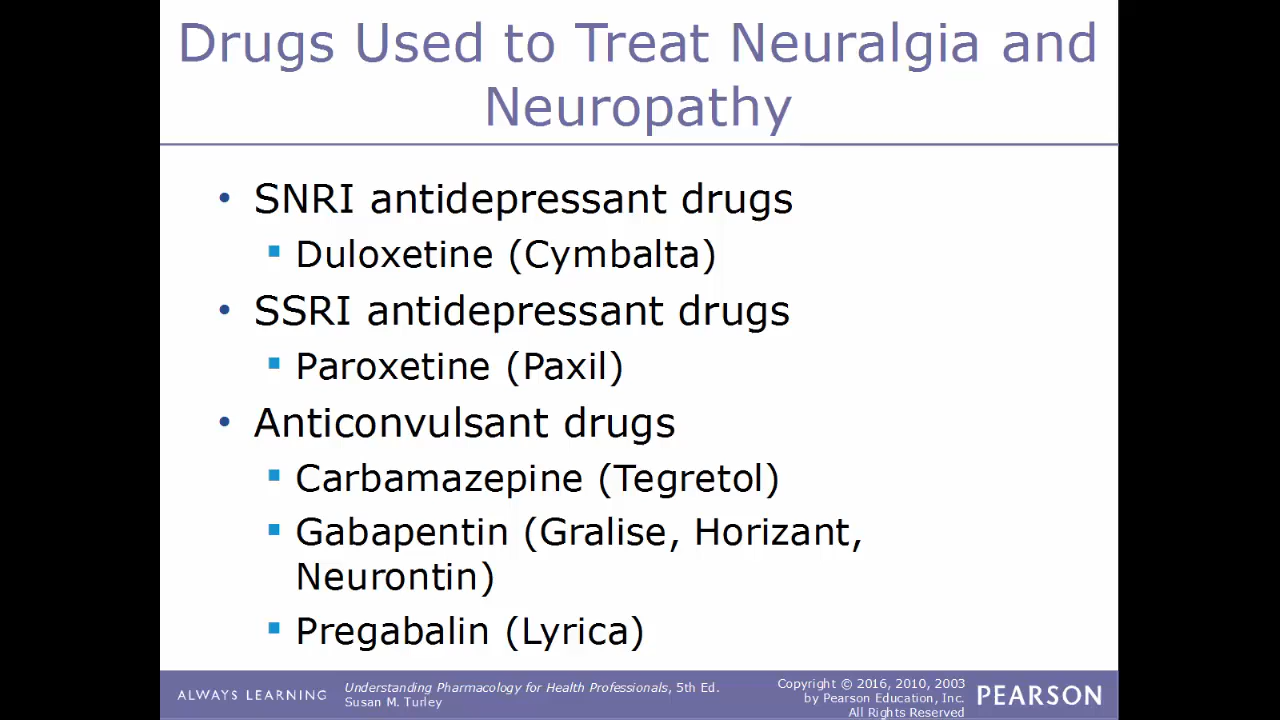 Drugs Used to Treat Neuralgia and
Neuropathy
• SNRI antidepressant drugs
▪ Duloxetine (Cymbalta)
• SSRI antidepressant drugs
▪ Paroxetine (Paxil)
• Anticonvulsant drugs
▪ Carbamazepine (Tegretol)
▪ Gabapentin (Gralise, Horizant,
Neurontin)
▪ Pregabalin (Lyrica)
ALWAYS LEARNING
Understanding Pharmacology for Health Professionals, 5th Ed.
Susan M. Turley
Copyright © 2016, 2010, 2003
by Pearson Education, Inc.
All Rights Reserved
PEARSON